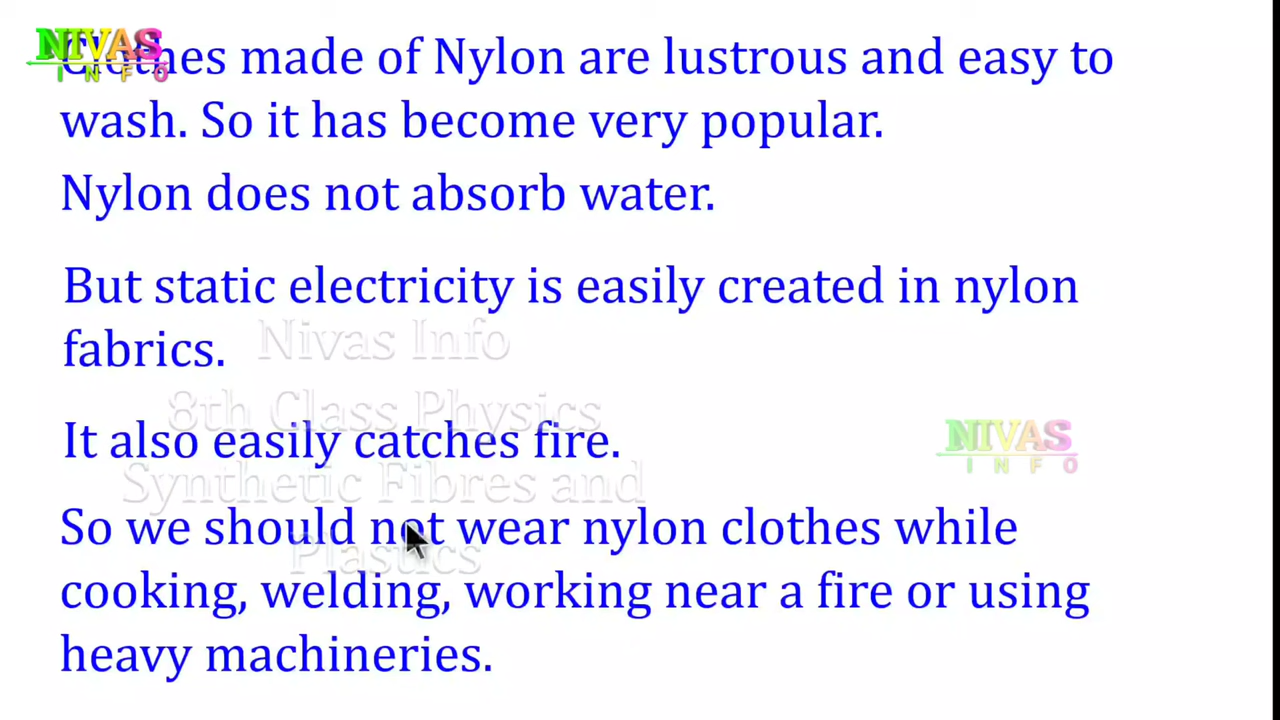 NIVAS
INFO
Clothes made of Nylon are lustrous and easy to
wash. So it has become very popular.
Nylon does not absorb water.
But static electricity is easily created in nylon
fabrics.
Nivas Info
8th Class Physics
It also easily catches fire.
NIVAS
INFO
Synthetic Fibres and
So we should not wear nylon clothes while
Plastics
cooking, welding, working near a fire or using
heavy machineries.